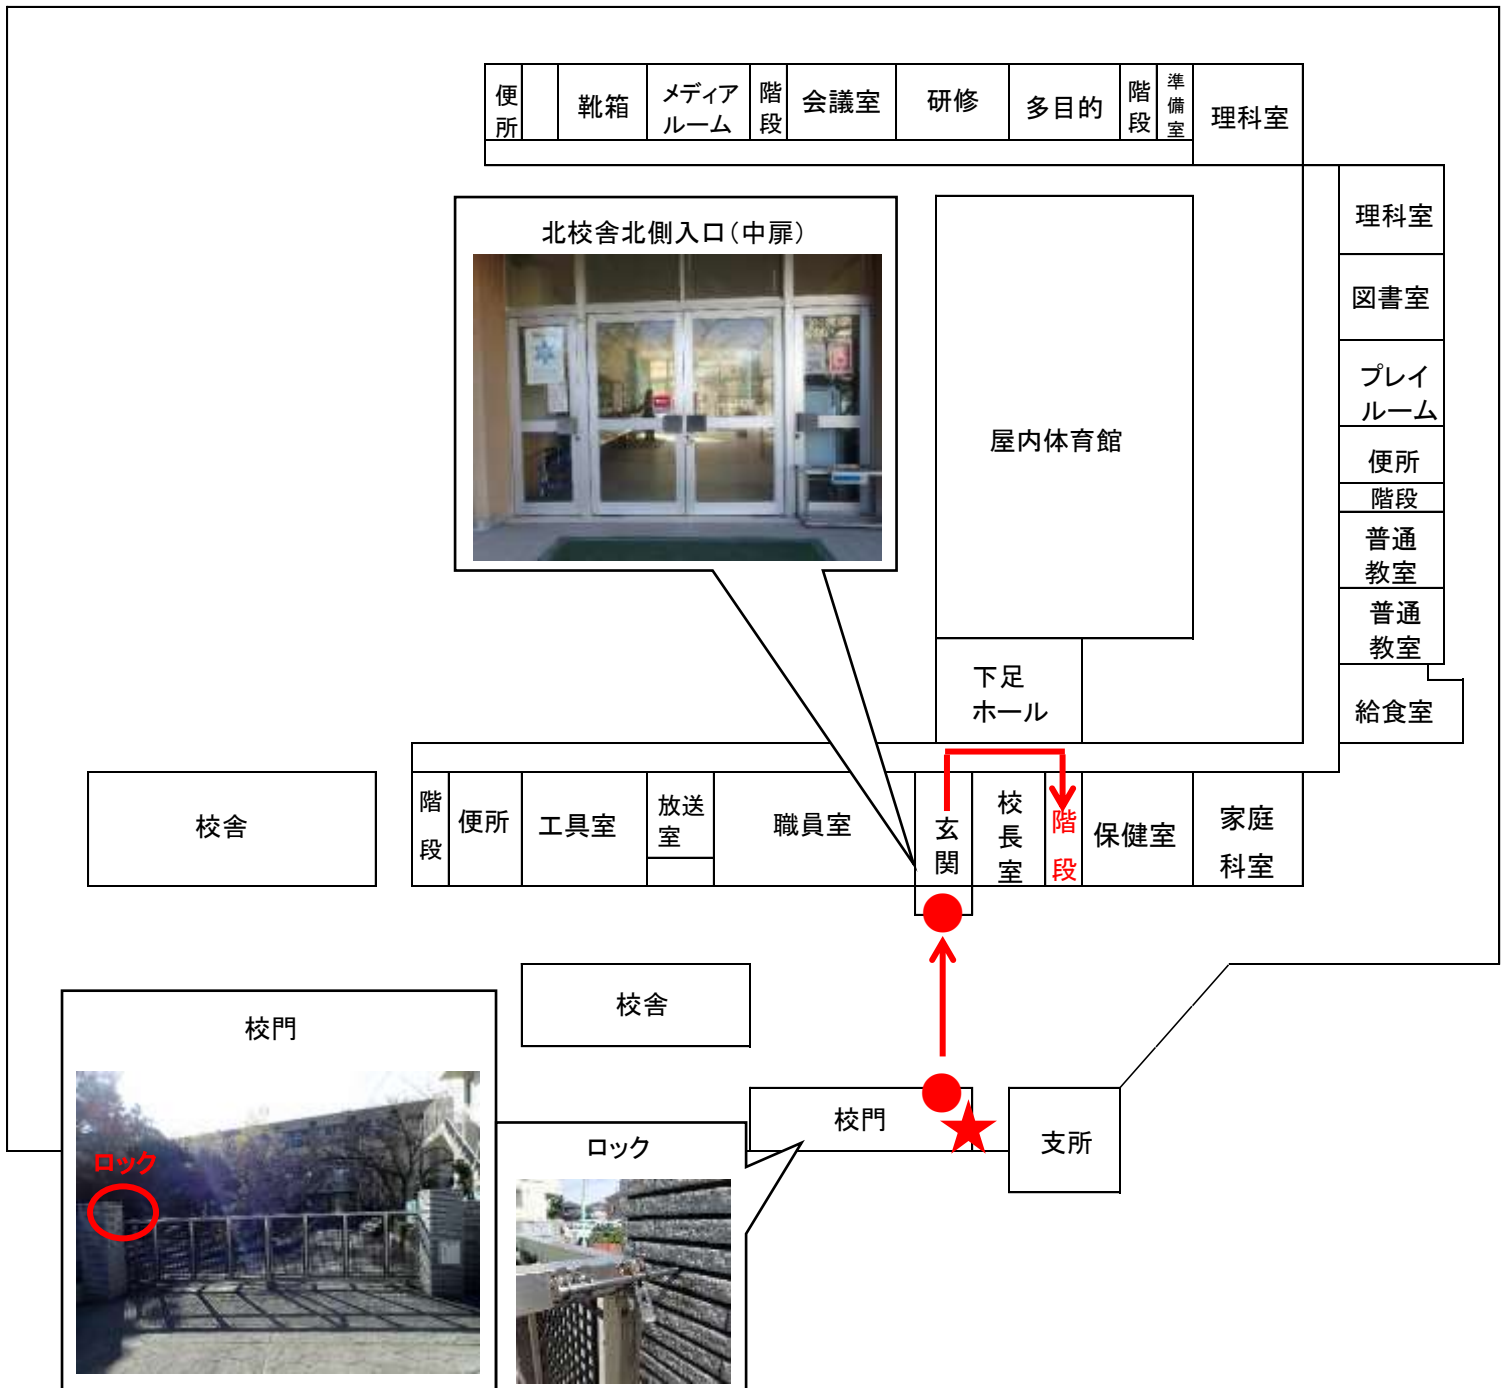 便
所
靴箱
メディア
ルーム
階
段
会議室
研修
多目的
階
段
準
備
室
理科室
北校舎北側入口（中扉）
理科室
図書室
プレイ
ルーム
便所
階段
普通
教室
普通
教室
給食室
屋内体育館
下足
ホール
校舎
階
段
便所
工具室
放送
室
職員室
玄
関
校
長
室
階
段
保健室
家庭
科室
校舎
校門
支所
校門
ロック
ロック